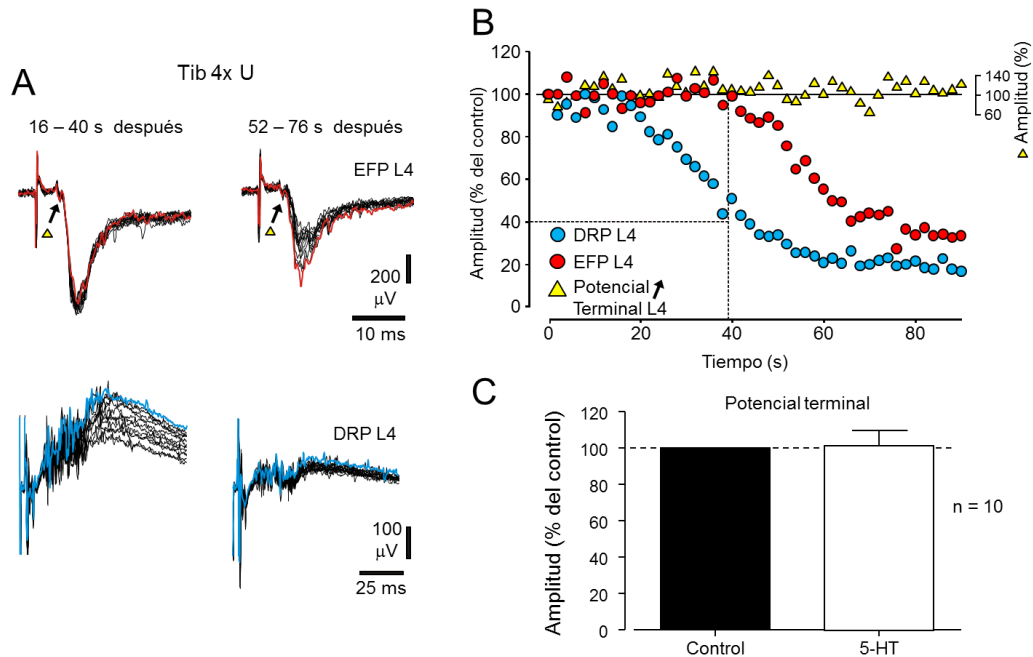 A
Tib 4x U
16 – 40 s después
52 – 76 s después
EFP L4
200
µV
10 ms
DRP L4
100
µV
25 ms
B
Amplitud (% del control)
120
100
80
60
40
20
0
DRP L4
EFP L4
Potencial
Terminal L4
0
20
40
60
80
Tiempo (s)
140
100
60
Amplitud (%)
C
Potencial terminal
Amplitud (% del control)
120
100
80
60
40
20
0
n = 10
Control
5-HT